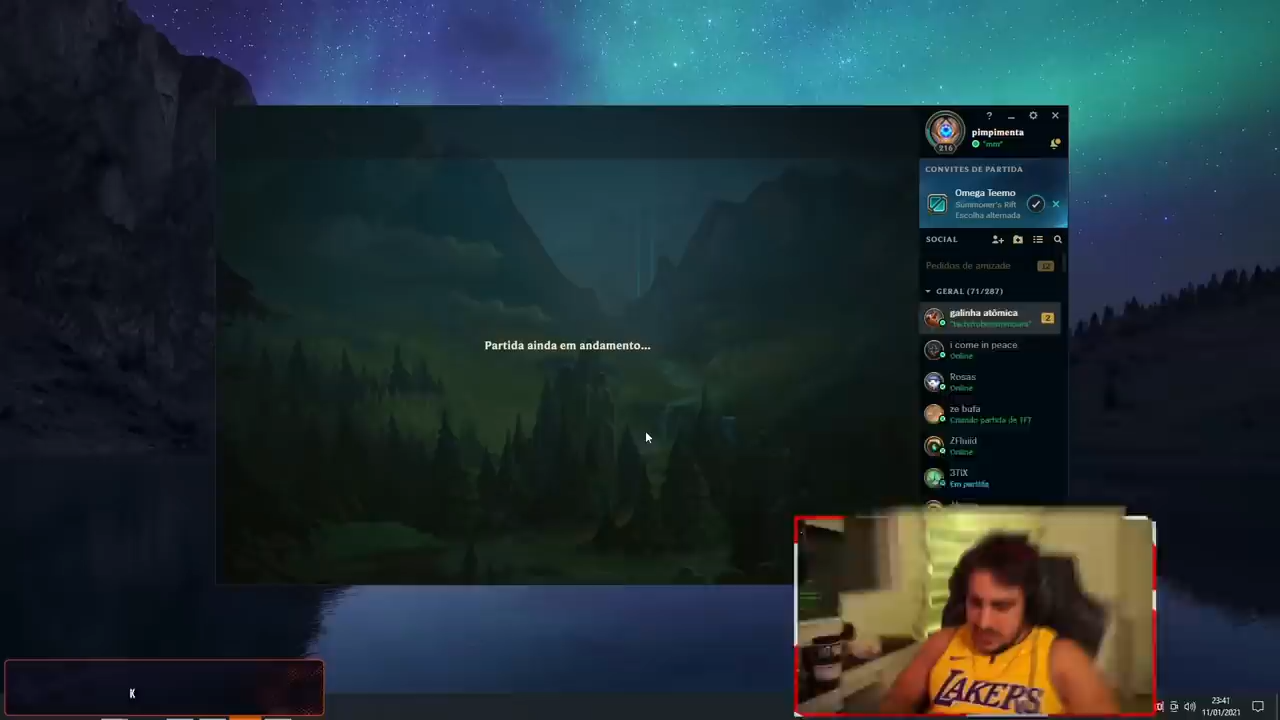 pimpimenta
"mm"
216
CONVITES DE PARTIDA
Omega Teemo
Summoner's Rift
Escolha alternada
SOCIAL
Pedidos de amizade
12
GERAL (71/287)
galinha atômica
2
i come in peace
Online
Rosas
Online
ze bufa
Criando partida de TFT
ZFluid
Online
3TIX
Em partida
Partida ainda em andamento...
LAKERS
K
23:41
11/01/2021